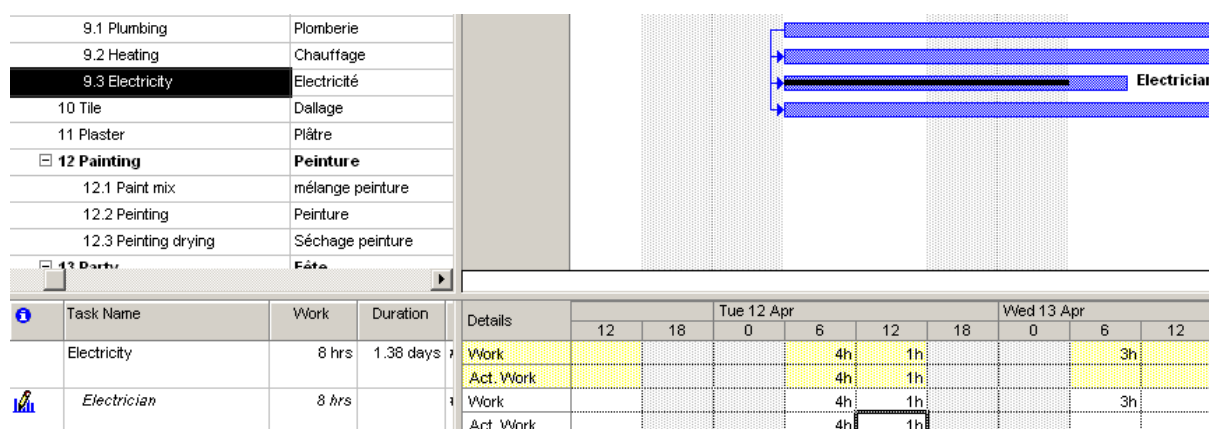 9.1 Plumbing Plomberie
9.2 Heating Chauffage
9.3 Electricity Electricité Electrician
10 Tile Dallage
11 Plaster Plâtre
12 Painting Peinture
12.1 Paint mix mélange peinture
12.2 Peinting Peinture
12.3 Peinting drying Séchage peinture
13 Party Fête
Task Name Work Duration Details Tue 12 Apr Wed 13 Apr
12 18 0 6 12 18 0 6 12
Electricity 8 hrs 1.38 days Work 4h 1h 3h
Act. Work 4h 1h
Electrician 8 hrs Work 4h 1h 3h
Act. Work 4h 1h